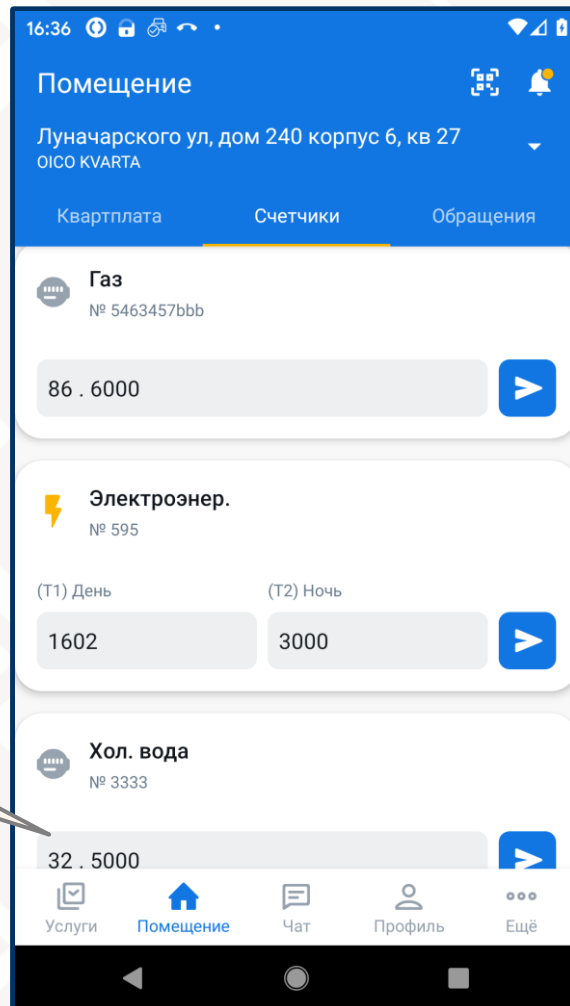 16:36
Помещение
Луначарского ул, дом 240 корпус 6, кв 27
OICO KVARTA
Квартплата Счетчики Обращения
Газ
№ 5463457bbb
86 . 6000
Электроэнер.
№ 595
(T1) День (T2) Ночь
1602 3000
Хол. вода
№ 3333
32 . 5000
Услуги Помещение Чат Профиль Ещё